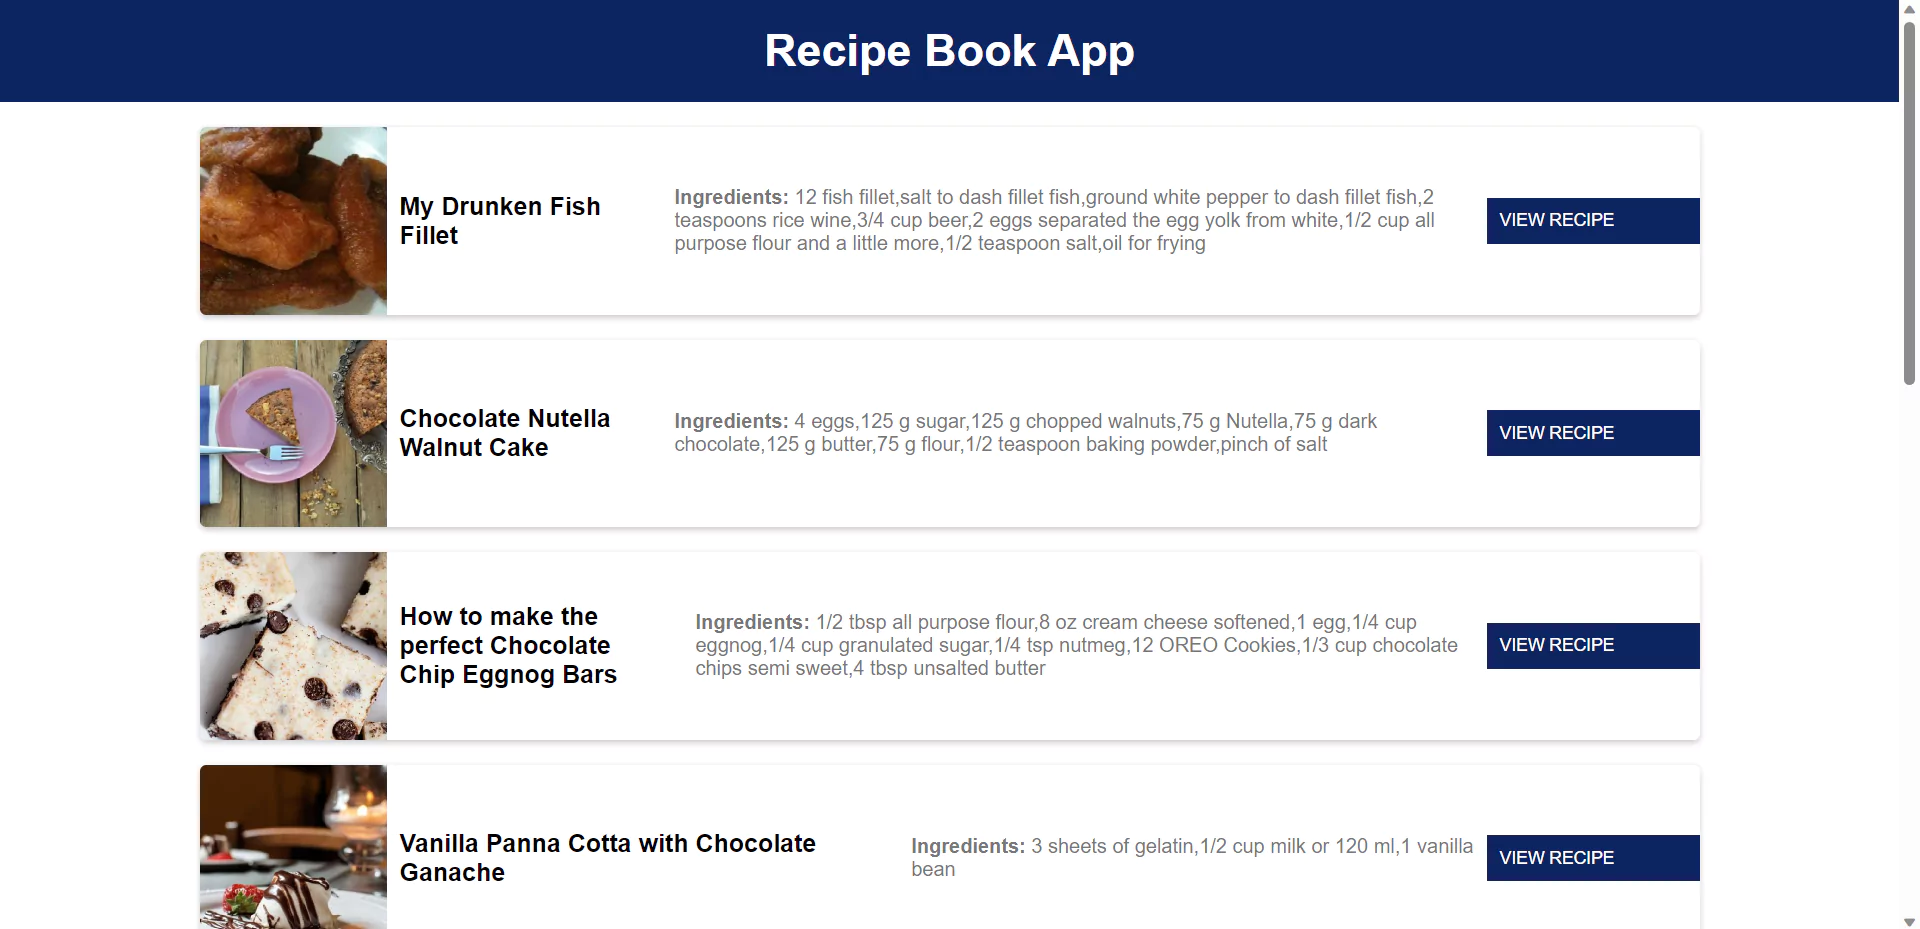 Recipe Book App
My Drunken Fish
Fillet
Ingredients: 12 fish fillet,salt to dash fillet fish,ground white pepper to dash fillet fish,2
teaspoons rice wine,3/4 cup beer,2 eggs separated the egg yolk from white,1/2 cup all
purpose flour and a little more,1/2 teaspoon salt,oil for frying
VIEW RECIPE
Chocolate Nutella
Walnut Cake
Ingredients: 4 eggs,125 g sugar,125 g chopped walnuts,75 g Nutella,75 g dark
chocolate,125 g butter,75 g flour,1/2 teaspoon baking powder,pinch of salt
VIEW RECIPE
How to make the
perfect Chocolate
Chip Eggnog Bars
Ingredients: 1/2 tbsp all purpose flour,8 oz cream cheese softened,1 egg,1/4 cup
eggnog,1/4 cup granulated sugar,1/4 tsp nutmeg,12 OREO Cookies,1/3 cup chocolate
chips semi sweet,4 tbsp unsalted butter
VIEW RECIPE
Vanilla Panna Cotta with Chocolate
Ganache
Ingredients: 3 sheets of gelatin,1/2 cup milk or 120 ml,1 vanilla
bean
VIEW RECIPE